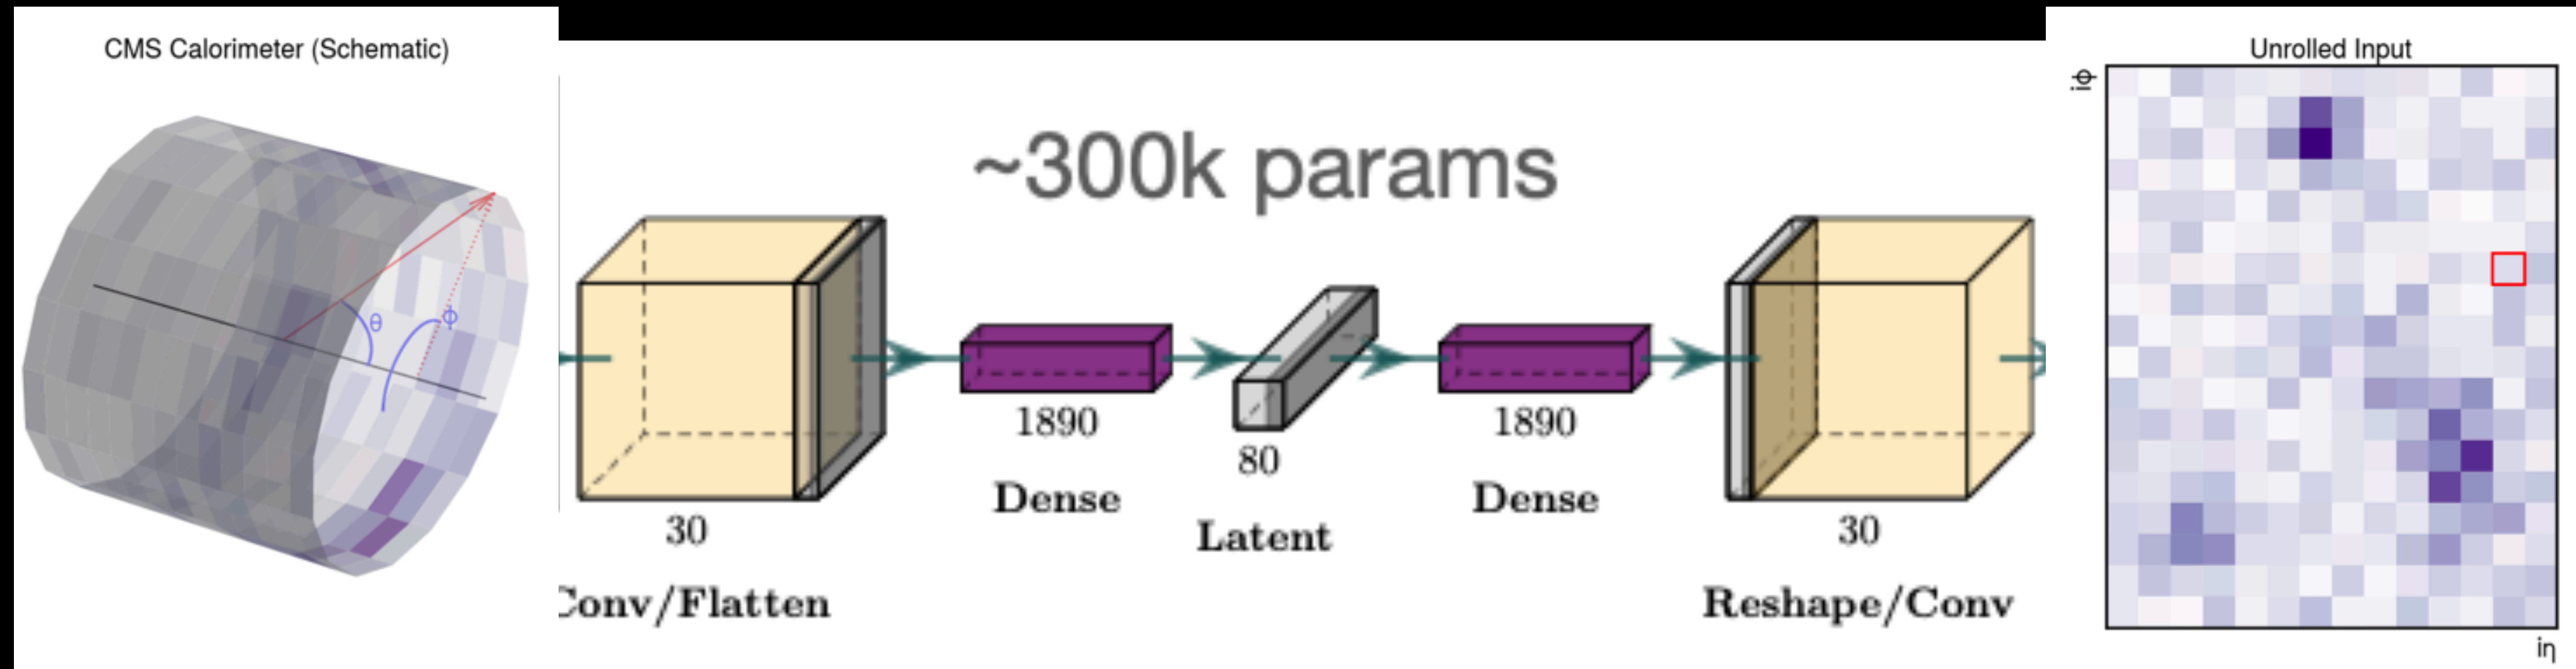 CMS Calorimeter (Schematic)
θ
ϕ
~300k params
30
Conv/Flatten
1890
Dense
80
Latent
1890
Dense
30
Reshape/Conv
Unrolled Input
iϕ
iη